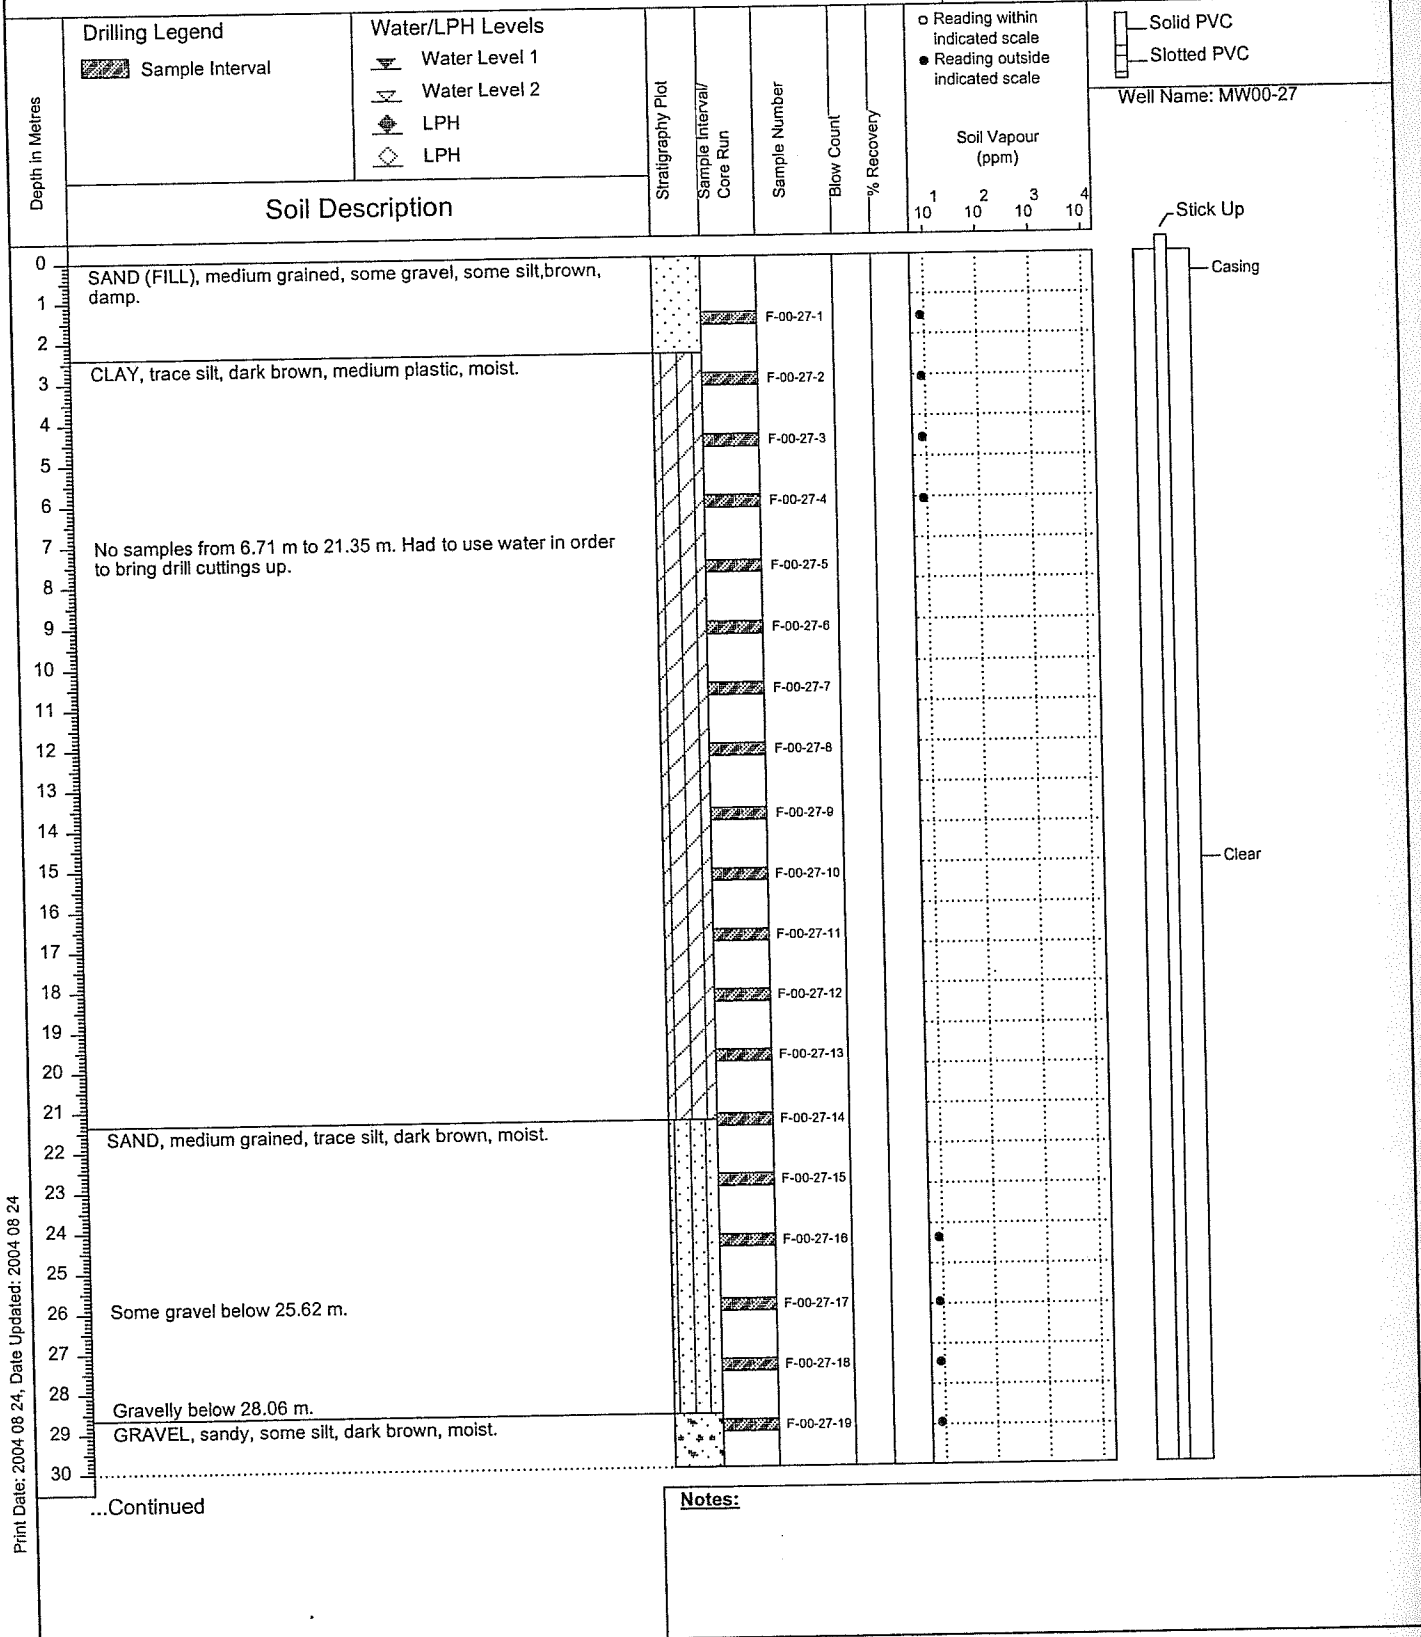 Drilling Legend
Sample Interval
Water/LPH Levels
Water Level 1
Water Level 2
LPH
LPH
Depth in Metres
Soil Description
Stratigraphy Plot
Sample Interval/
Core Run
Sample Number
Blow Count
% Recovery
Reading within
indicated scale
Reading outside
indicated scale
Soil Vapour
(ppm)
10^1 10^2 10^3 10^4
Solid PVC
Slotted PVC
Well Name: MW00-27
Stick Up
Casing
Clear
0
SAND (FILL), medium grained, some gravel, some silt,brown,
damp.
1
F-00-27-1
2
CLAY, trace silt, dark brown, medium plastic, moist.
3
F-00-27-2
4
F-00-27-3
5
6
F-00-27-4
7
No samples from 6.71 m to 21.35 m. Had to use water in order
to bring drill cuttings up.
F-00-27-5
8
9
F-00-27-6
10
F-00-27-7
11
12
F-00-27-8
13
F-00-27-9
14
15
F-00-27-10
16
F-00-27-11
17
18
F-00-27-12
19
F-00-27-13
20
21
F-00-27-14
SAND, medium grained, trace silt, dark brown, moist.
22
F-00-27-15
23
24
F-00-27-16
25
F-00-27-17
26
Some gravel below 25.62 m.
27
F-00-27-18
28
Gravelly below 28.06 m.
GRAVEL, sandy, some silt, dark brown, moist.
F-00-27-19
29
30
...Continued
Notes:
Print Date: 2004 08 24, Date Updated: 2004 08 24